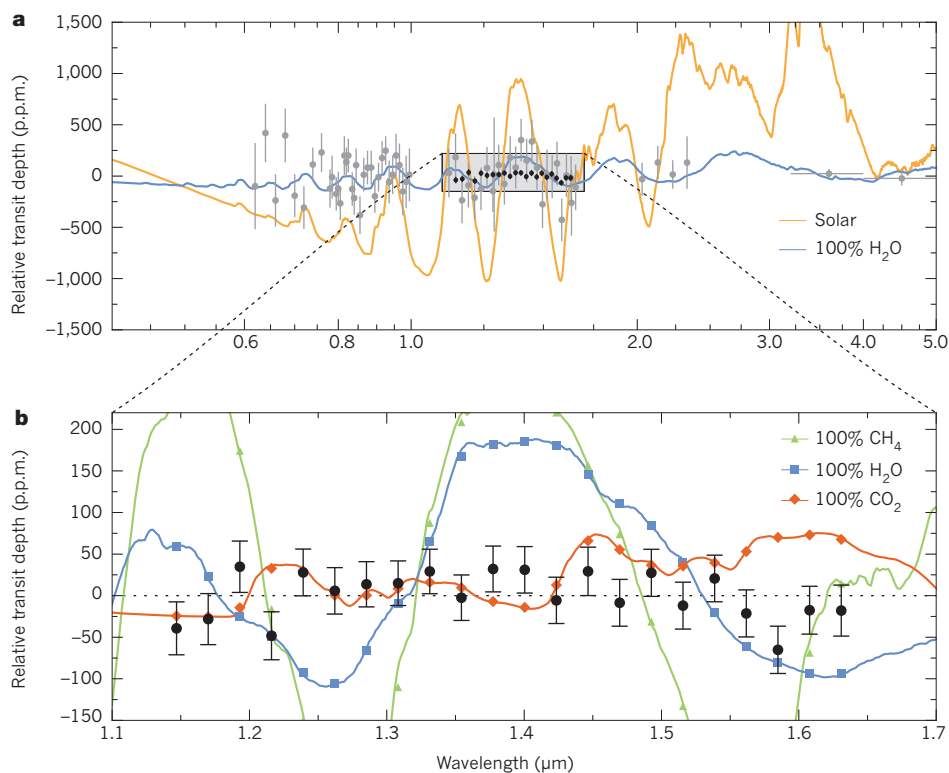 a
Relative transit depth (p.p.m.)
1,500
1,000
500
0
–500
–1,000
–1,500
Solar
100% H₂O
0.6
0.8
1.0
2.0
3.0
4.0
5.0
b
Relative transit depth (p.p.m.)
200
150
100
50
0
–50
–100
–150
100% CH₄
100% H₂O
100% CO₂
1.1
1.2
1.3
1.4
1.5
1.6
1.7
Wavelength (μm)